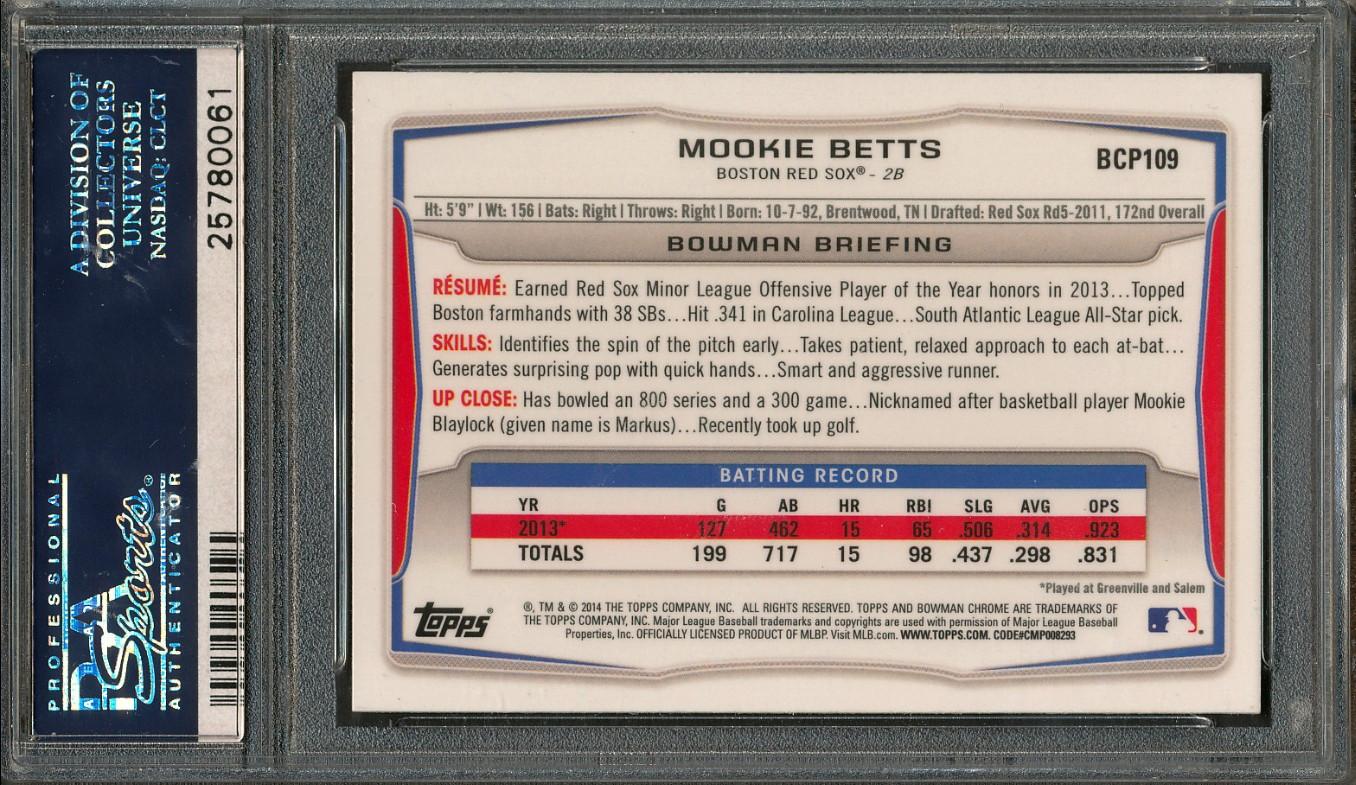 A DIVISION OF
COLLECTORS
UNIVERSE
NASDAQ: CLCT
25780061
PROFESSIONAL
PSA Sports®
AUTHENTICATOR
MOOKIE BETTS
BOSTON RED SOX® - 2B
BCP109
Ht: 5'9" | Wt: 156 | Bats: Right | Throws: Right | Born: 10-7-92, Brentwood, TN | Drafted: Red Sox Rd5-2011, 172nd Overall
BOWMAN BRIEFING
RÉSUMÉ: Earned Red Sox Minor League Offensive Player of the Year honors in 2013...Topped
Boston farmhands with 38 SBs...Hit .341 in Carolina League...South Atlantic League All-Star pick.
SKILLS: Identifies the spin of the pitch early...Takes patient, relaxed approach to each at-bat...
Generates surprising pop with quick hands...Smart and aggressive runner.
UP CLOSE: Has bowled an 800 series and a 300 game...Nicknamed after basketball player Mookie
Blaylock (given name is Markus)...Recently took up golf.
BATTING RECORD
YR G AB HR RBI SLG AVG OPS
2013* 127 462 15 65 .506 .314 .923
TOTALS 199 717 15 98 .437 .298 .831
*Played at Greenville and Salem
Topps®
®, TM & © 2014 THE TOPPS COMPANY, INC. ALL RIGHTS RESERVED. TOPPS AND BOWMAN CHROME ARE TRADEMARKS OF
THE TOPPS COMPANY, INC. Major League Baseball trademarks and copyrights are used with permission of Major League Baseball
Properties, Inc. OFFICIALLY LICENSED PRODUCT OF MLBP. Visit MLB.com. WWW.TOPPS.COM. CODE#CMP008293